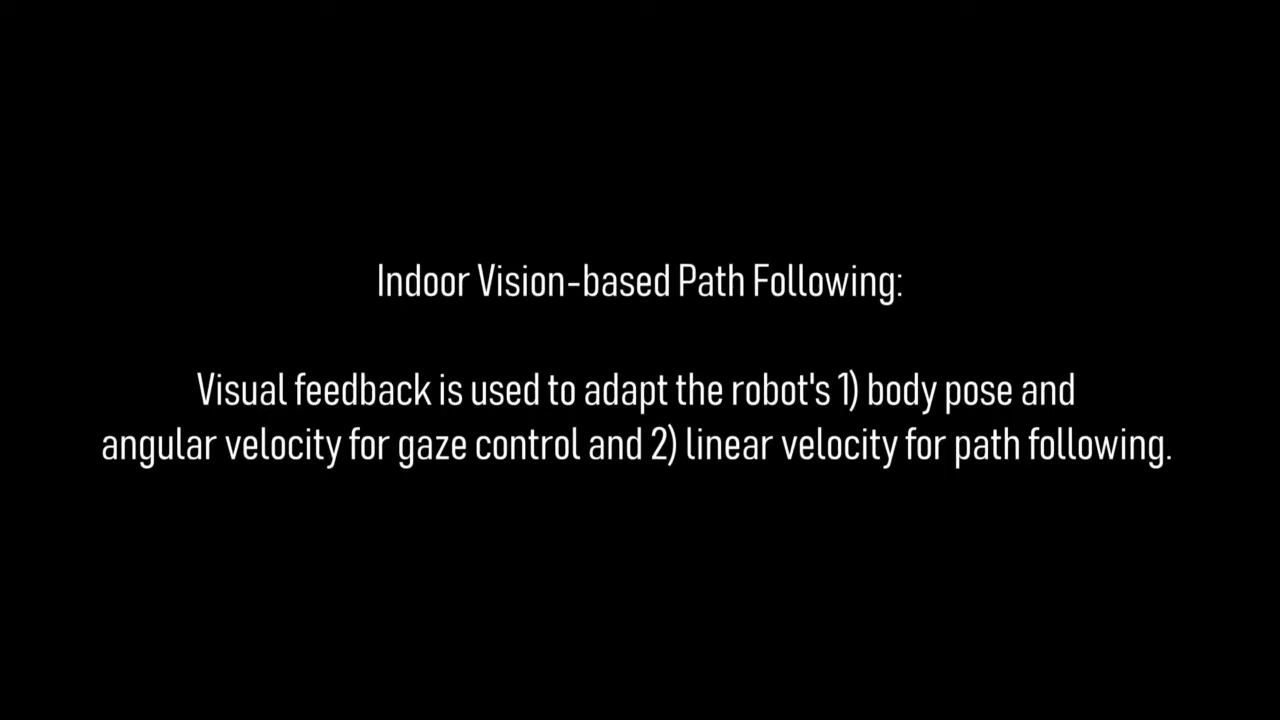 Indoor Vision-based Path Following:
Visual feedback is used to adapt the robot's 1) body pose and
angular velocity for gaze control and 2) linear velocity for path following.